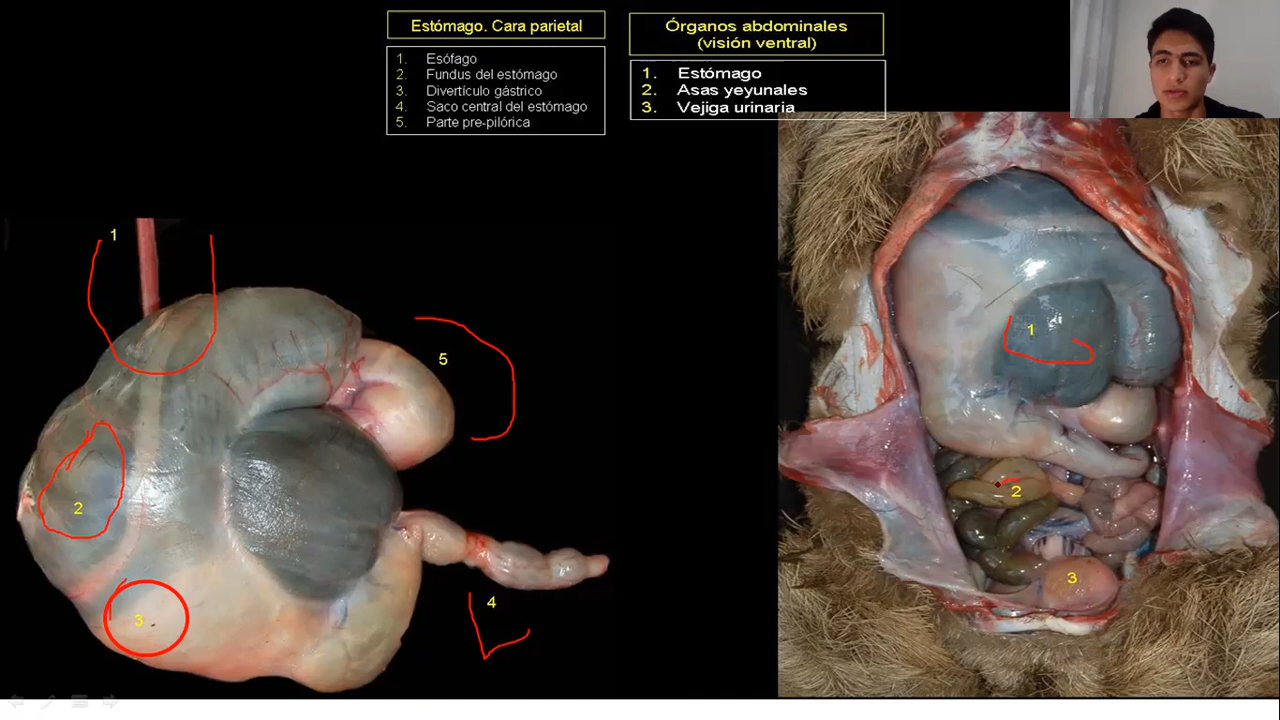 Estómago. Cara parietal
1. Esófago
2. Fundus del estómago
3. Divertículo gástrico
4. Saco central del estómago
5. Parte pre-pilórica
Órganos abdominales
(visión ventral)
1. Estómago
2. Asas yeyunales
3. Vejiga urinaria
1
2
3
4
5
1
2
3